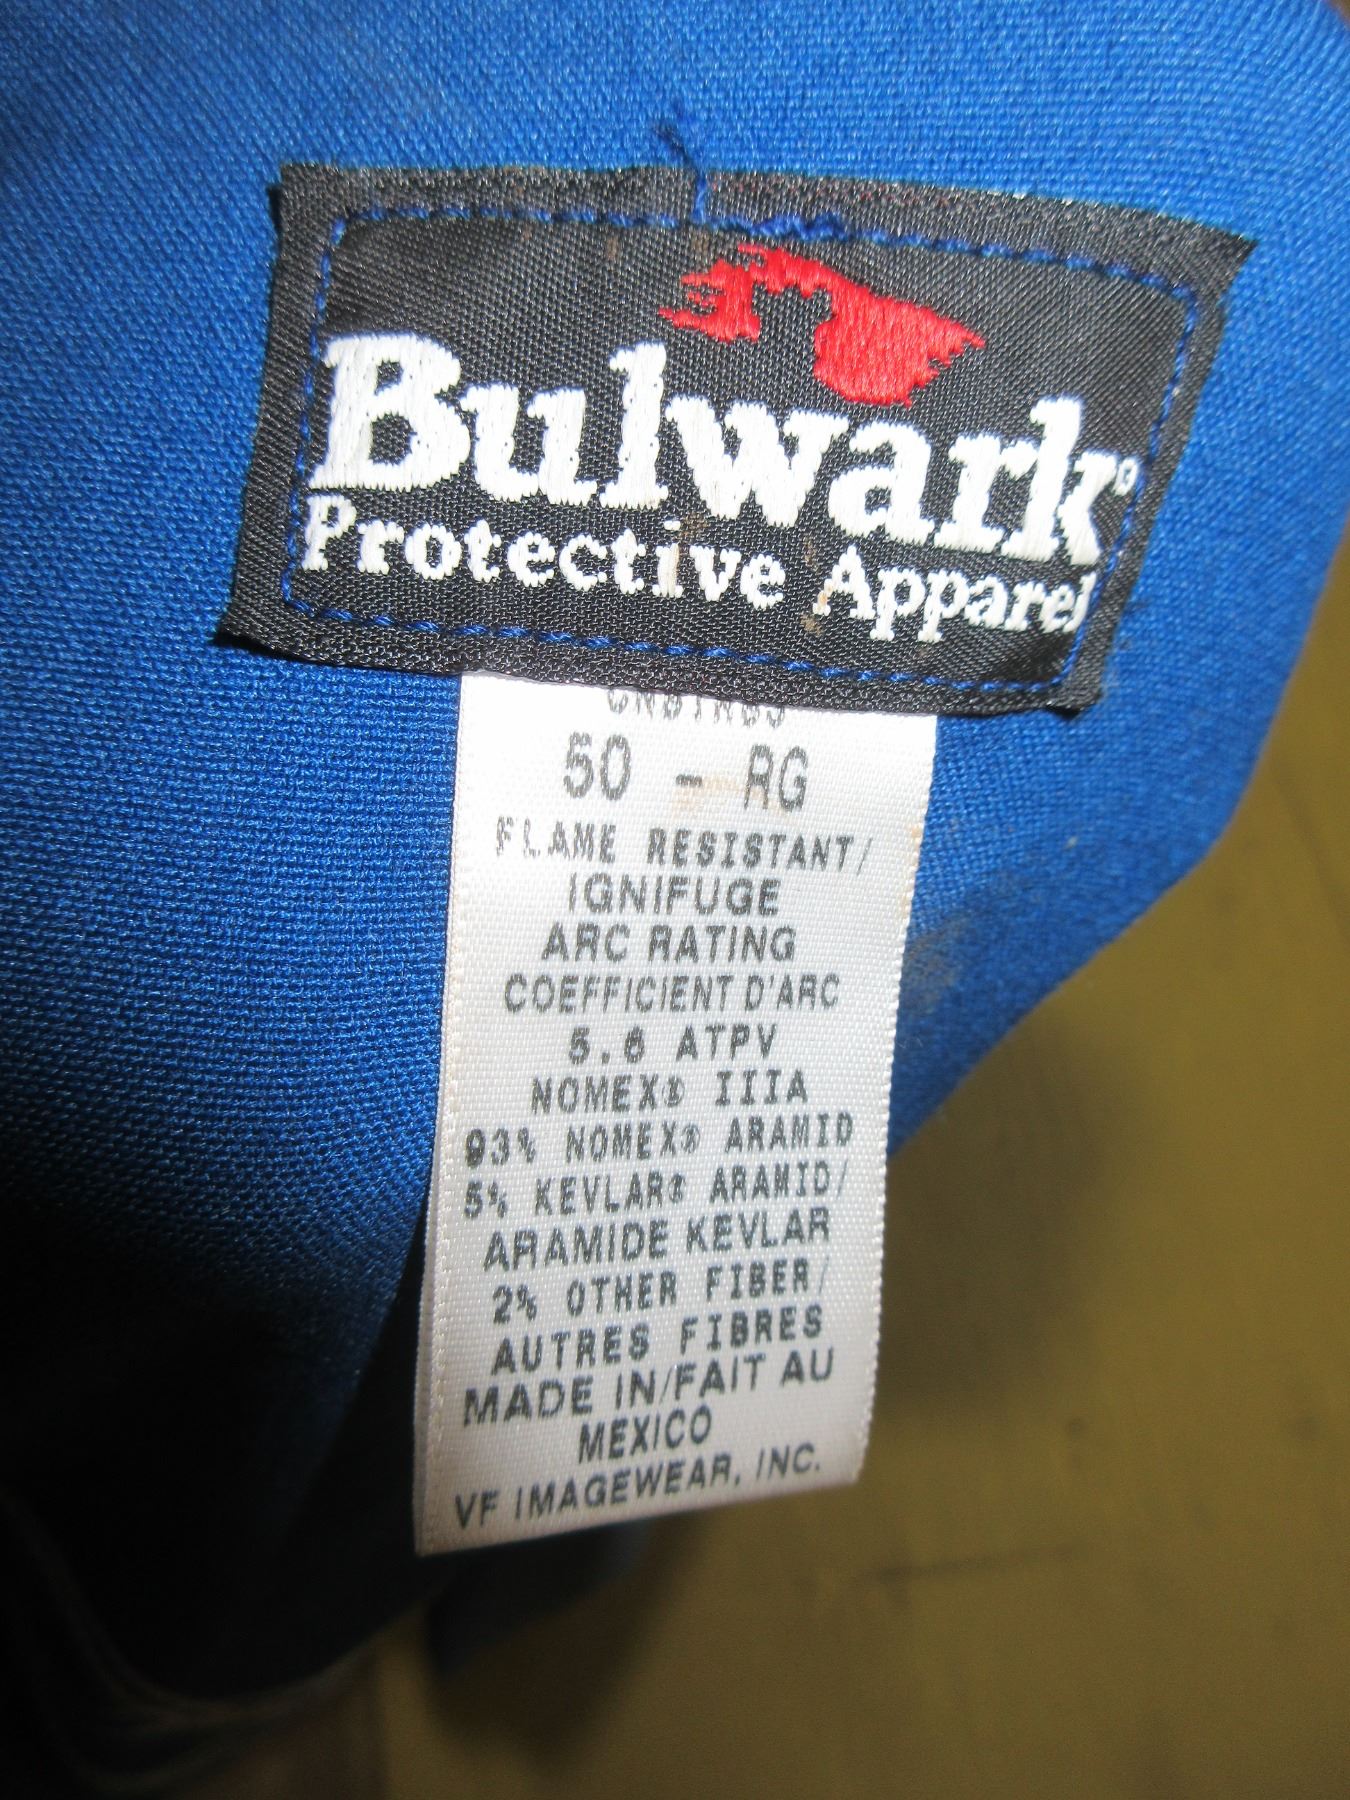 Bulwark®
Protective Apparel
50 - RG
FLAME RESISTANT/
IGNIFUGE
ARC RATING
COEFFICIENT D'ARC
5.6 ATPV
NOMEX® IIIA
93% NOMEX® ARAMID
5% KEVLAR® ARAMID/
ARAMIDE KEVLAR
2% OTHER FIBER/
AUTRES FIBRES
MADE IN/FAIT AU
MEXICO
VF IMAGEWEAR, INC.